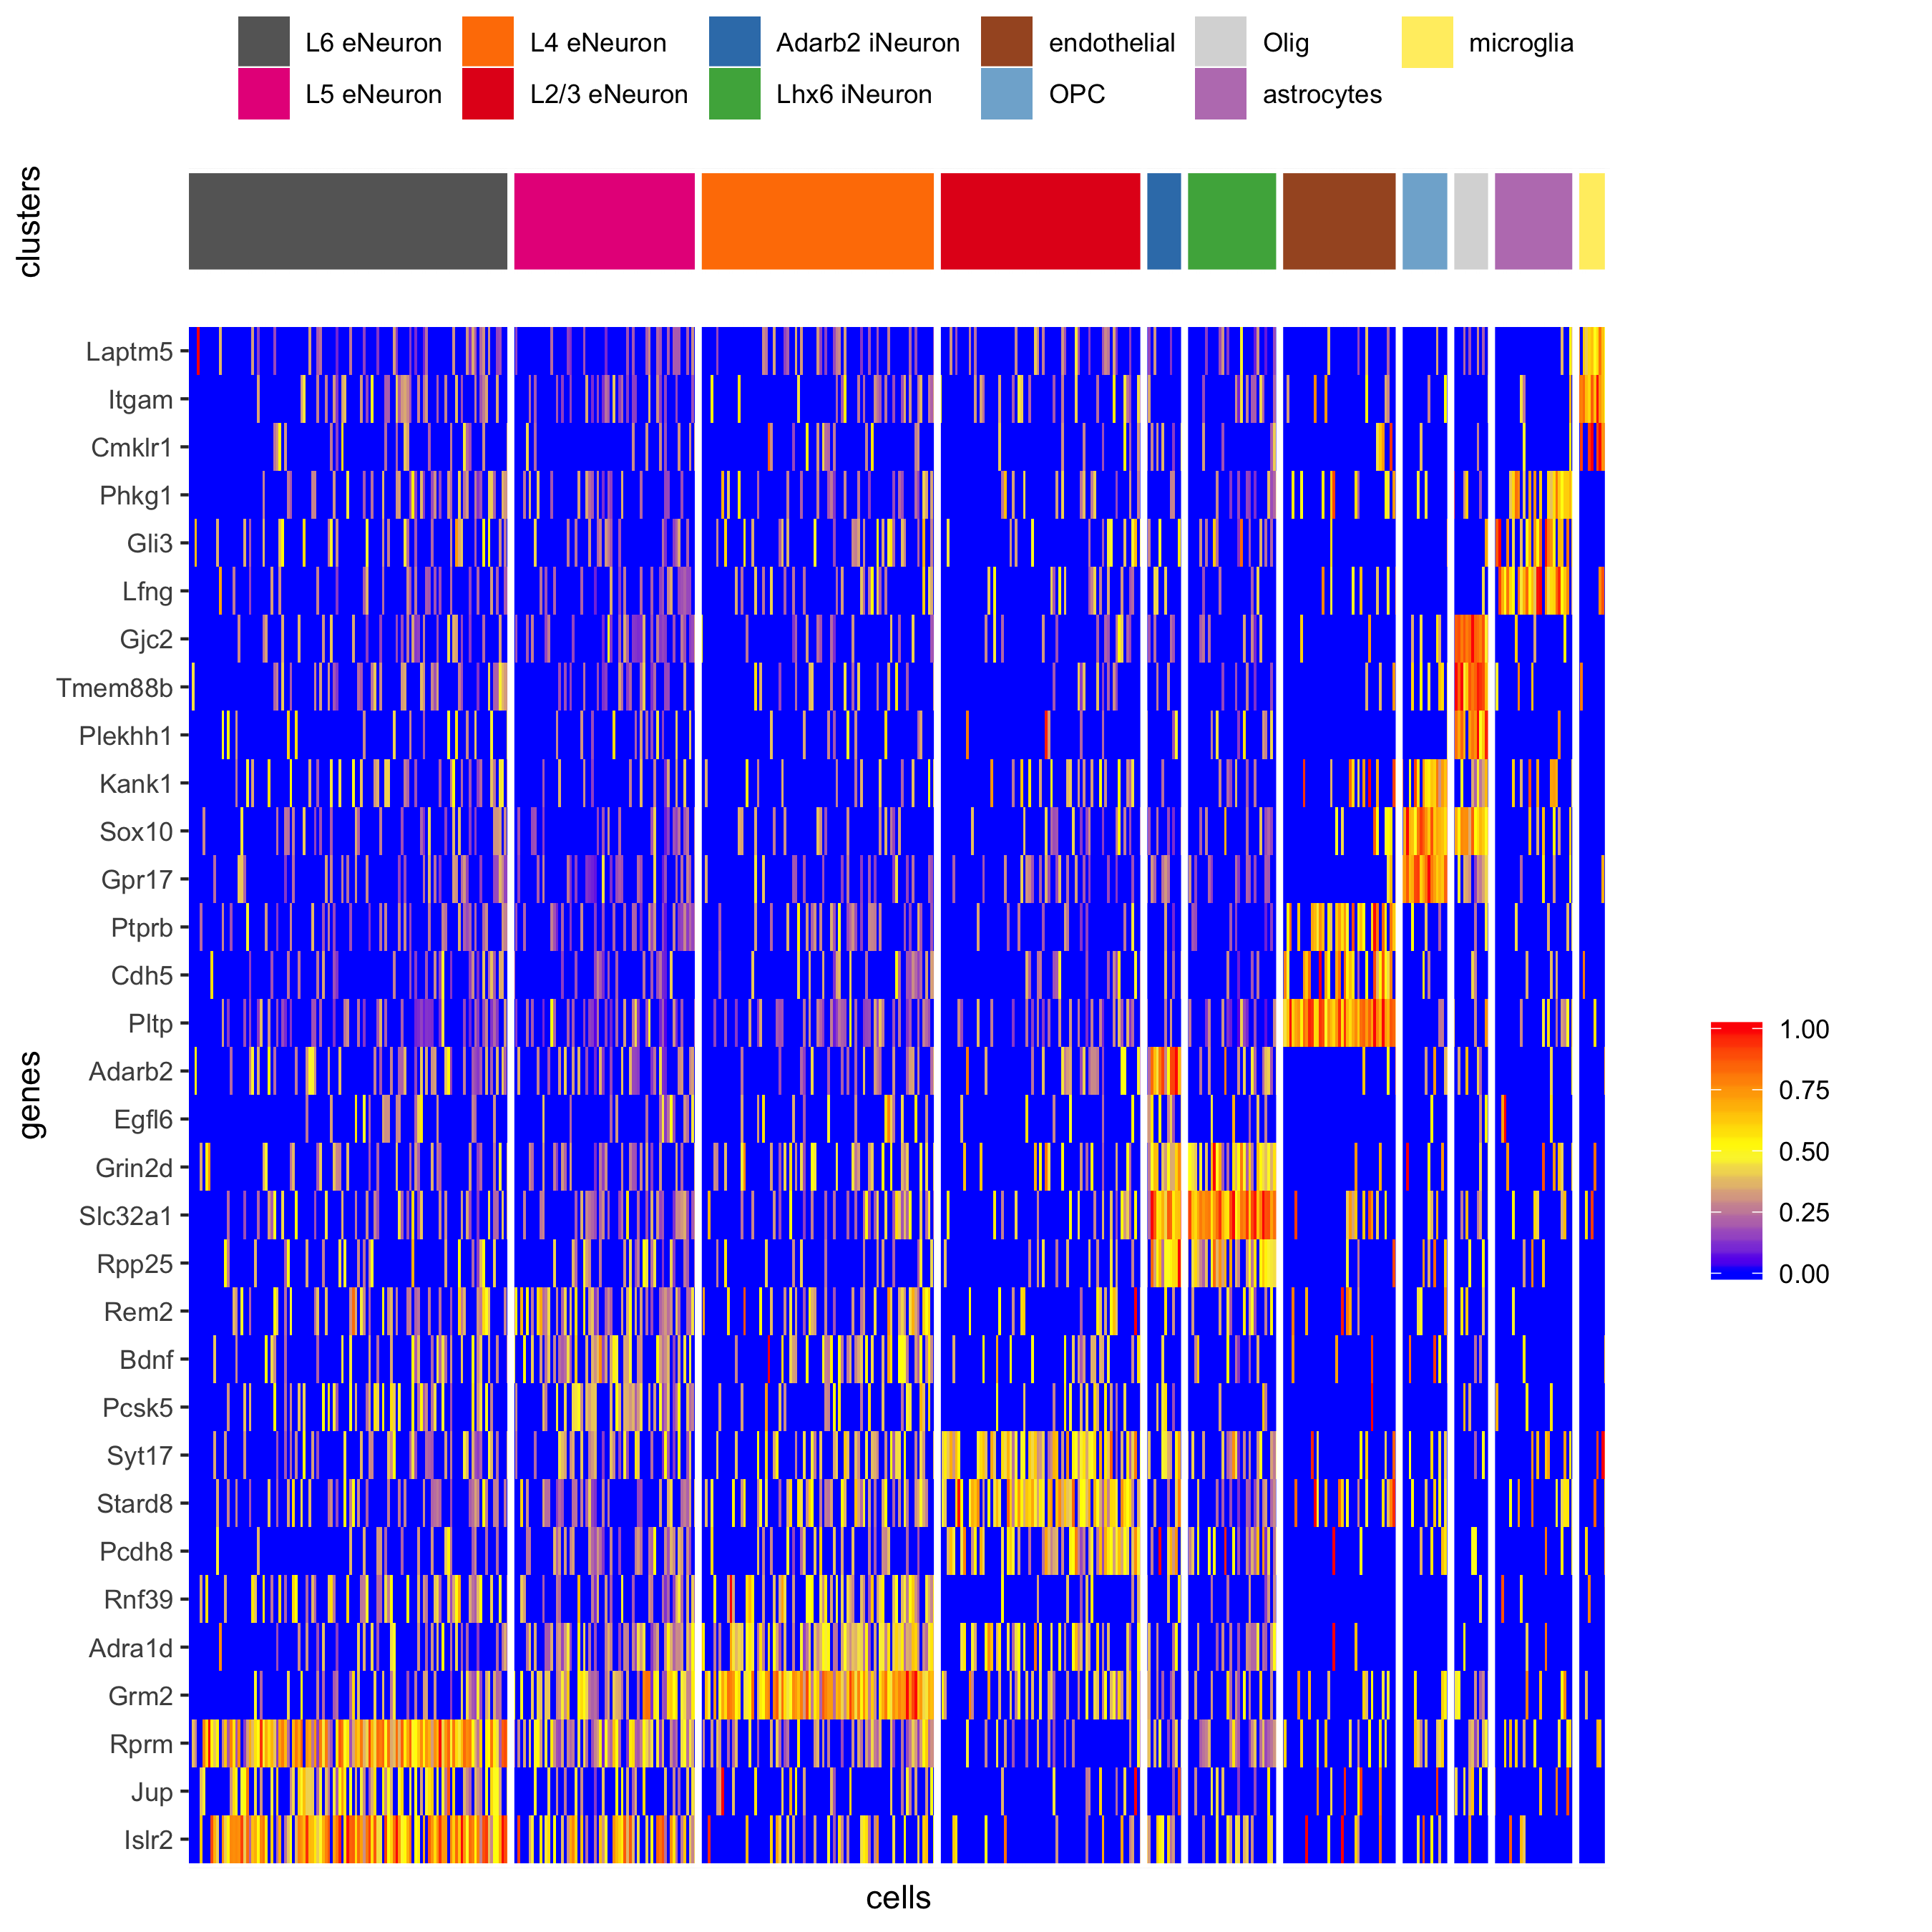 L6 eNeuron L4 eNeuron Adarb2 iNeuron endothelial Olig microglia
L5 eNeuron L2/3 eNeuron Lhx6 iNeuron OPC astrocytes
clusters
Laptm5
Itgam
Cmklr1
Phkg1
Gli3
Lfng
Gjc2
Tmem88b
Plekhh1
Kank1
Sox10
Gpr17
Ptprb
Cdh5
Pltp
Adarb2
Egfl6
Grin2d
Slc32a1
Rpp25
Rem2
Bdnf
Pcsk5
Syt17
Stard8
Pcdh8
Rnf39
Adra1d
Grm2
Rprm
Jup
Islr2
genes
cells
1.00
0.75
0.50
0.25
0.00